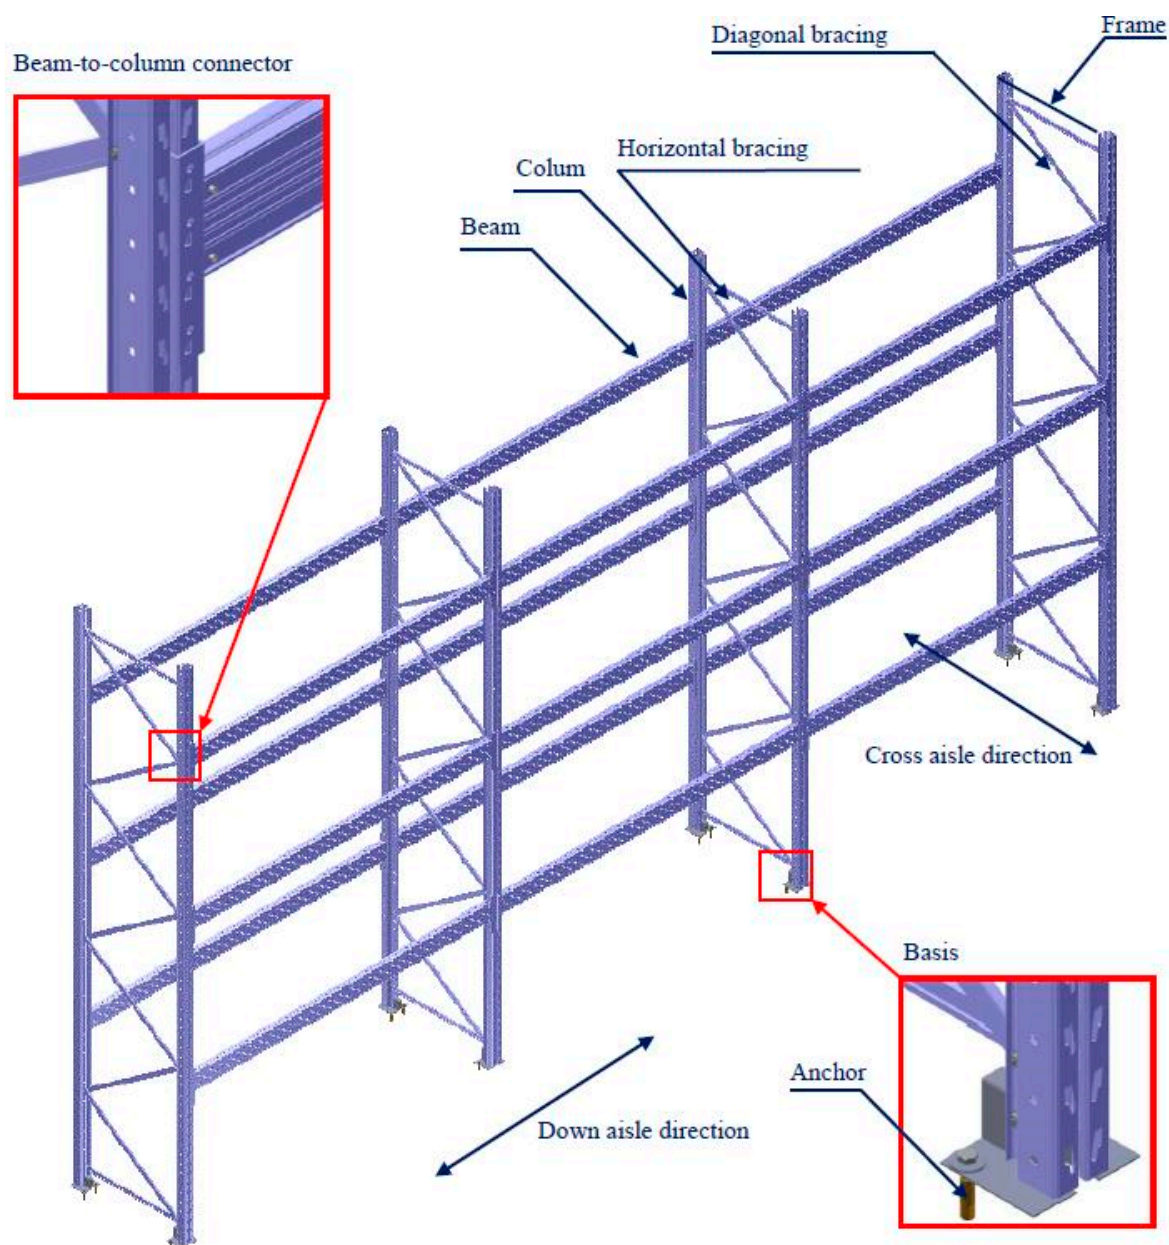 Frame
Diagonal bracing
Beam-to-column connector
Horizontal bracing
Colum
Beam
Cross aisle direction
Basis
Anchor
Down aisle direction